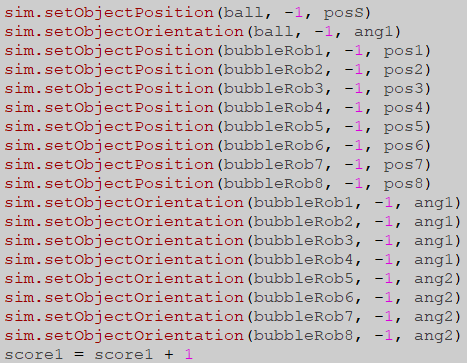 sim.setObjectPosition(ball, -1, posS)
sim.setObjectOrientation(ball, -1, ang1)
sim.setObjectPosition(bubbleRob1, -1, pos1)
sim.setObjectPosition(bubbleRob2, -1, pos2)
sim.setObjectPosition(bubbleRob3, -1, pos3)
sim.setObjectPosition(bubbleRob4, -1, pos4)
sim.setObjectPosition(bubbleRob5, -1, pos5)
sim.setObjectPosition(bubbleRob6, -1, pos6)
sim.setObjectPosition(bubbleRob7, -1, pos7)
sim.setObjectPosition(bubbleRob8, -1, pos8)
sim.setObjectOrientation(bubbleRob1, -1, ang1)
sim.setObjectOrientation(bubbleRob2, -1, ang1)
sim.setObjectOrientation(bubbleRob3, -1, ang1)
sim.setObjectOrientation(bubbleRob4, -1, ang1)
sim.setObjectOrientation(bubbleRob5, -1, ang2)
sim.setObjectOrientation(bubbleRob6, -1, ang2)
sim.setObjectOrientation(bubbleRob7, -1, ang2)
sim.setObjectOrientation(bubbleRob8, -1, ang2)
score1 = score1 + 1